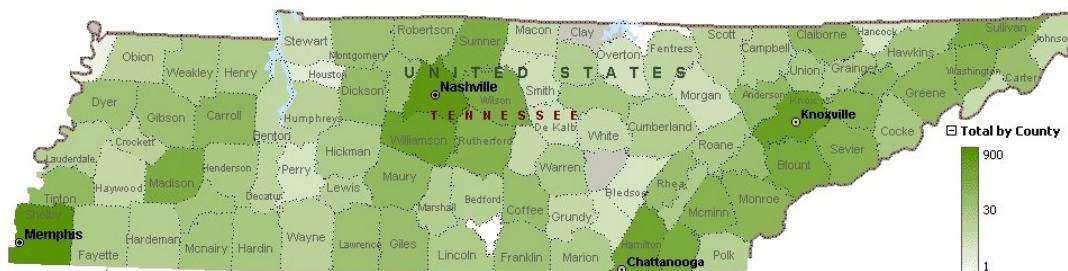 Sullivan
Robertson
Sumner
Macon
Clay
Scott
Claiborne
Hancock
Johnson
Stewart
Montgomery
Overton
Fentress
Campbell
Hawkins
Obion
Union
Grainger
Washington
Carter
Weakley
Henry
Houston
UNITED STATES
Dickson
Nashville
Wilson
Smith
Morgan
Anderson
Knox
Greene
Dyer
Gibson
Carroll
Humphreys
TENNESSEE
De Kalb
Cumberland
Knoxville
Cocke
Total by County
Crockett
Benton
Williamson
Rutherford
White
Roane
Sevier
900
Lauderdale
Henderson
Hickman
Warren
Blount
Haywood
Madison
Perry
Maury
Rhea
Tipton
Decatur
Lewis
Bedford
Bledsoe
Monroe
30
Shelby
Marshall
Coffee
Grundy
Mcminn
Memphis
Hardeman
Wayne
Hamilton
Fayette
Mcnairy
Hardin
Lawrence
Giles
Lincoln
Franklin
Marion
Chattanooga
Polk
1